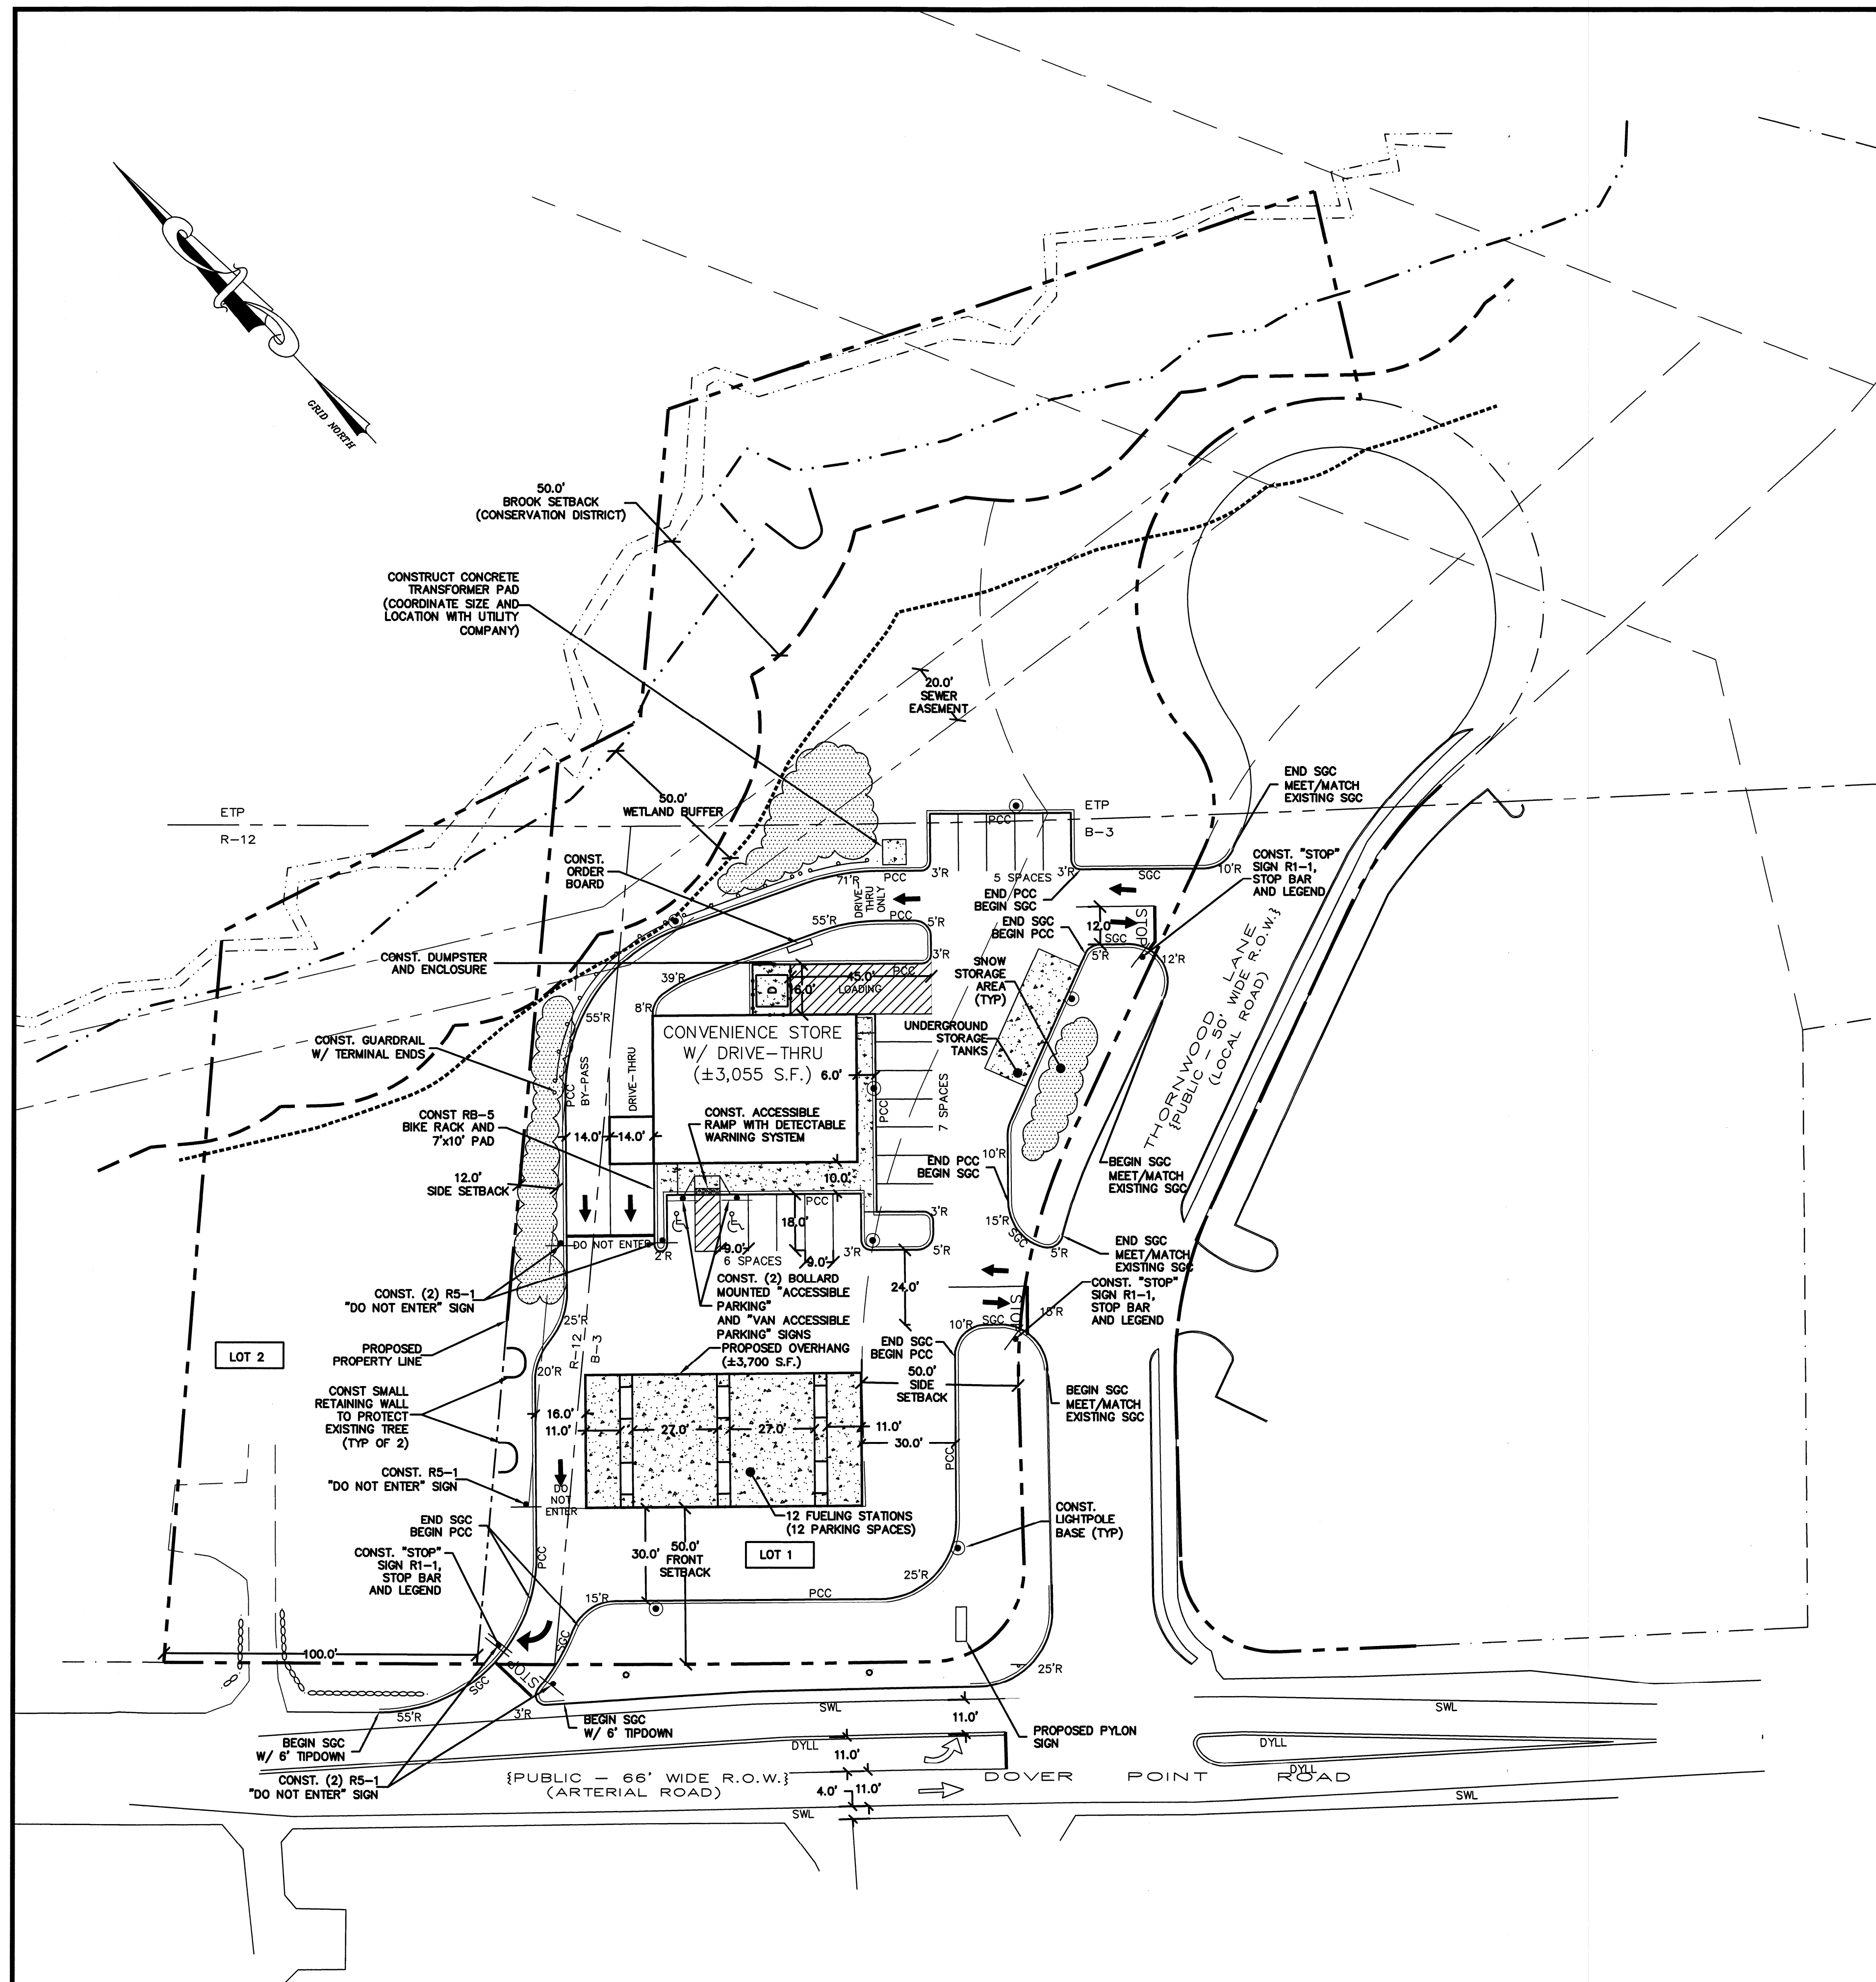 GRID NORTH
50.0'
BROOK SETBACK
(CONSERVATION DISTRICT)
CONSTRUCT CONCRETE
TRANSFORMER PAD
(COORDINATE SIZE AND
LOCATION WITH UTILITY
COMPANY)
20.0'
SEWER
EASEMENT
END SGC
MEET/MATCH
EXISTING SGC
50.0'
WETLAND BUFFER
ETP
R-12
ETP
B-3
PCC
CONST.
ORDER
BOARD
CONST. "STOP"
SIGN R1-1,
STOP BAR
AND LEGEND
71'R
PCC
3'R
5 SPACES
3'R
SGC
10'R
DRIVE-
THRU
ONLY
END PCC
BEGIN SGC
55'R
PCC
5'R
END SGC
BEGIN PCC
12.0'
SGC
STOP
3'R
5'R
12'R
CONST. DUMPSTER
AND ENCLOSURE
SNOW
STORAGE
AREA
(TYP)
39'R
D
16.0'
45.0'
LOADING
PCC
8'R
55'R
CONVENIENCE STORE
W/ DRIVE-THRU
(±3,055 S.F.)
6.0'
UNDERGROUND
STORAGE
TANKS
THORNWOOD LANE
{PUBLIC - 50' WIDE R.O.W.}
(LOCAL ROAD)
CONST. GUARDRAIL
W/ TERMINAL ENDS
PCC
BY-PASS
DRIVE-THRU
PCC
7 SPACES
CONST RB-5
BIKE RACK AND
7'x10' PAD
CONST. ACCESSIBLE
RAMP WITH DETECTABLE
WARNING SYSTEM
14.0'
14.0'
10'R
END PCC
BEGIN SGC
BEGIN SGC
MEET/MATCH
EXISTING SGC
12.0'
SIDE SETBACK
10.0'
PCC
18.0'
3'R
15'R
SGC
DO NOT ENTER
2'R
9.0'
6 SPACES
9.0'
3'R
5'R
5'R
END SGC
MEET/MATCH
EXISTING SGC
CONST. (2) R5-1
"DO NOT ENTER" SIGN
CONST. (2) BOLLARD
MOUNTED "ACCESSIBLE
PARKING"
AND "VAN ACCESSIBLE
PARKING" SIGNS
24.0'
CONST. "STOP"
SIGN R1-1,
STOP BAR
AND LEGEND
STOP
15'R
25'R
10'R
SGC
PROPOSED
PROPERTY LINE
R-12
B-3
PROPOSED OVERHANG
(±3,700 S.F.)
END SGC
BEGIN PCC
LOT 2
20'R
50.0'
SIDE
SETBACK
CONST SMALL
RETAINING WALL
TO PROTECT
EXISTING TREE
(TYP OF 2)
BEGIN SGC
MEET/MATCH
EXISTING SGC
16.0'
11.0'
27.0'
27.0'
11.0'
30.0'
PCC
CONST. R5-1
"DO NOT ENTER" SIGN
DO
NOT
ENTER
12 FUELING STATIONS
(12 PARKING SPACES)
CONST.
LIGHTPOLE
BASE (TYP)
END SGC
BEGIN PCC
PCC
30.0'
50.0'
FRONT
SETBACK
LOT 1
CONST. "STOP"
SIGN R1-1,
STOP BAR
AND LEGEND
25'R
15'R
PCC
SGC
100.0'
STOP
SGC
25'R
55'R
3'R
BEGIN SGC
W/ 6' TIPDOWN
SWL
11.0'
SWL
BEGIN SGC
W/ 6' TIPDOWN
PROPOSED PYLON
SIGN
DYLL
11.0'
DYLL
DYLL
CONST. (2) R5-1
"DO NOT ENTER" SIGN
{PUBLIC - 66' WIDE R.O.W.}
(ARTERIAL ROAD)
DOVER POINT ROAD
4.0'
11.0'
SWL
SWL